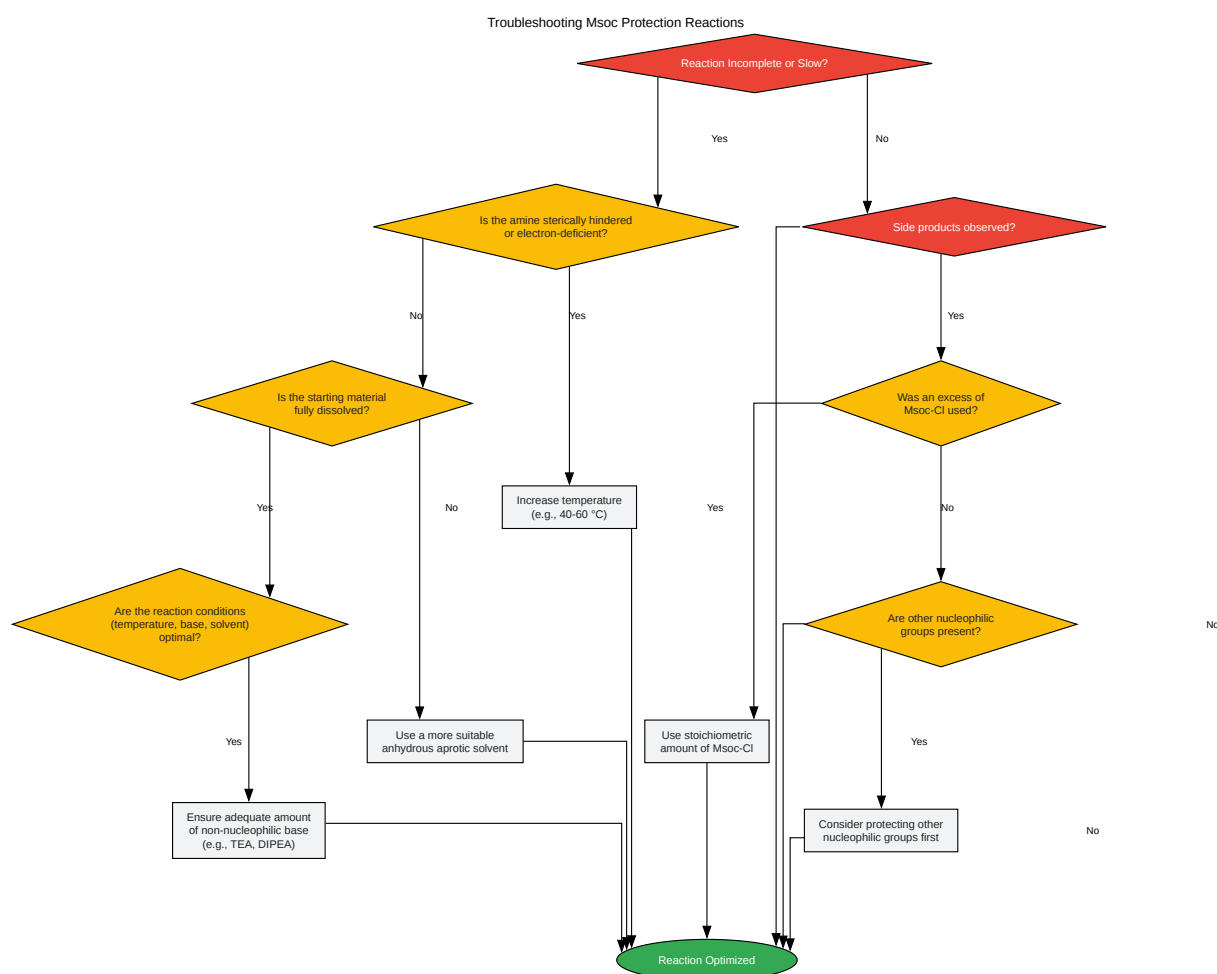 Troubleshooting Msoc Protection Reactions
Reaction Incomplete or Slow?
Yes
No
Is the amine sterically hindered
or electron-deficient?
Side products observed?
No
Yes
Yes
Is the starting material
fully dissolved?
Was an excess of
Msoc-Cl used?
Increase temperature
(e.g., 40-60 °C)
Yes
No
Yes
No
Are the reaction conditions
(temperature, base, solvent)
optimal?
Are other nucleophilic
groups present?
No
Yes
Use a more suitable
anhydrous aprotic solvent
Use stoichiometric
amount of Msoc-Cl
Yes
Ensure adequate amount
of non-nucleophilic base
(e.g., TEA, DIPEA)
Consider protecting other
nucleophilic groups first
No
Reaction Optimized